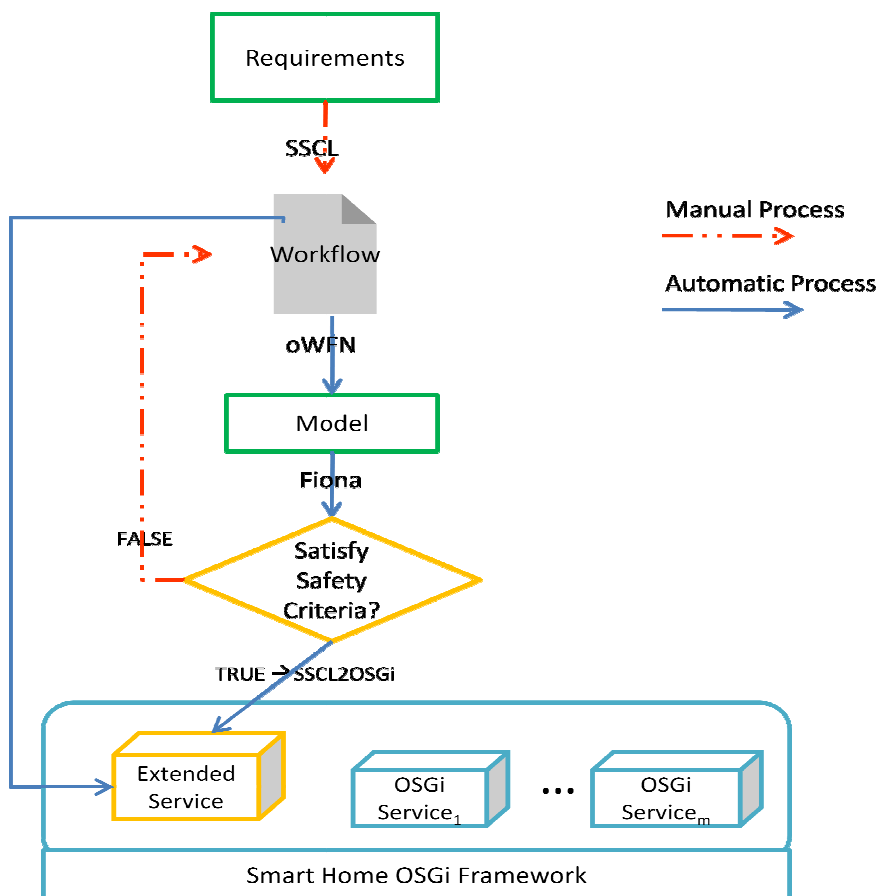 Requirements
SSCL
Manual Process
Workflow
Automatic Process
oWFN
Model
Fiona
FALSE
Satisfy
Safety
Criteria?
TRUE → SSCL2OSGi
Extended
Service
OSGi
Service1
...
OSGi
Servicem
Smart Home OSGi Framework